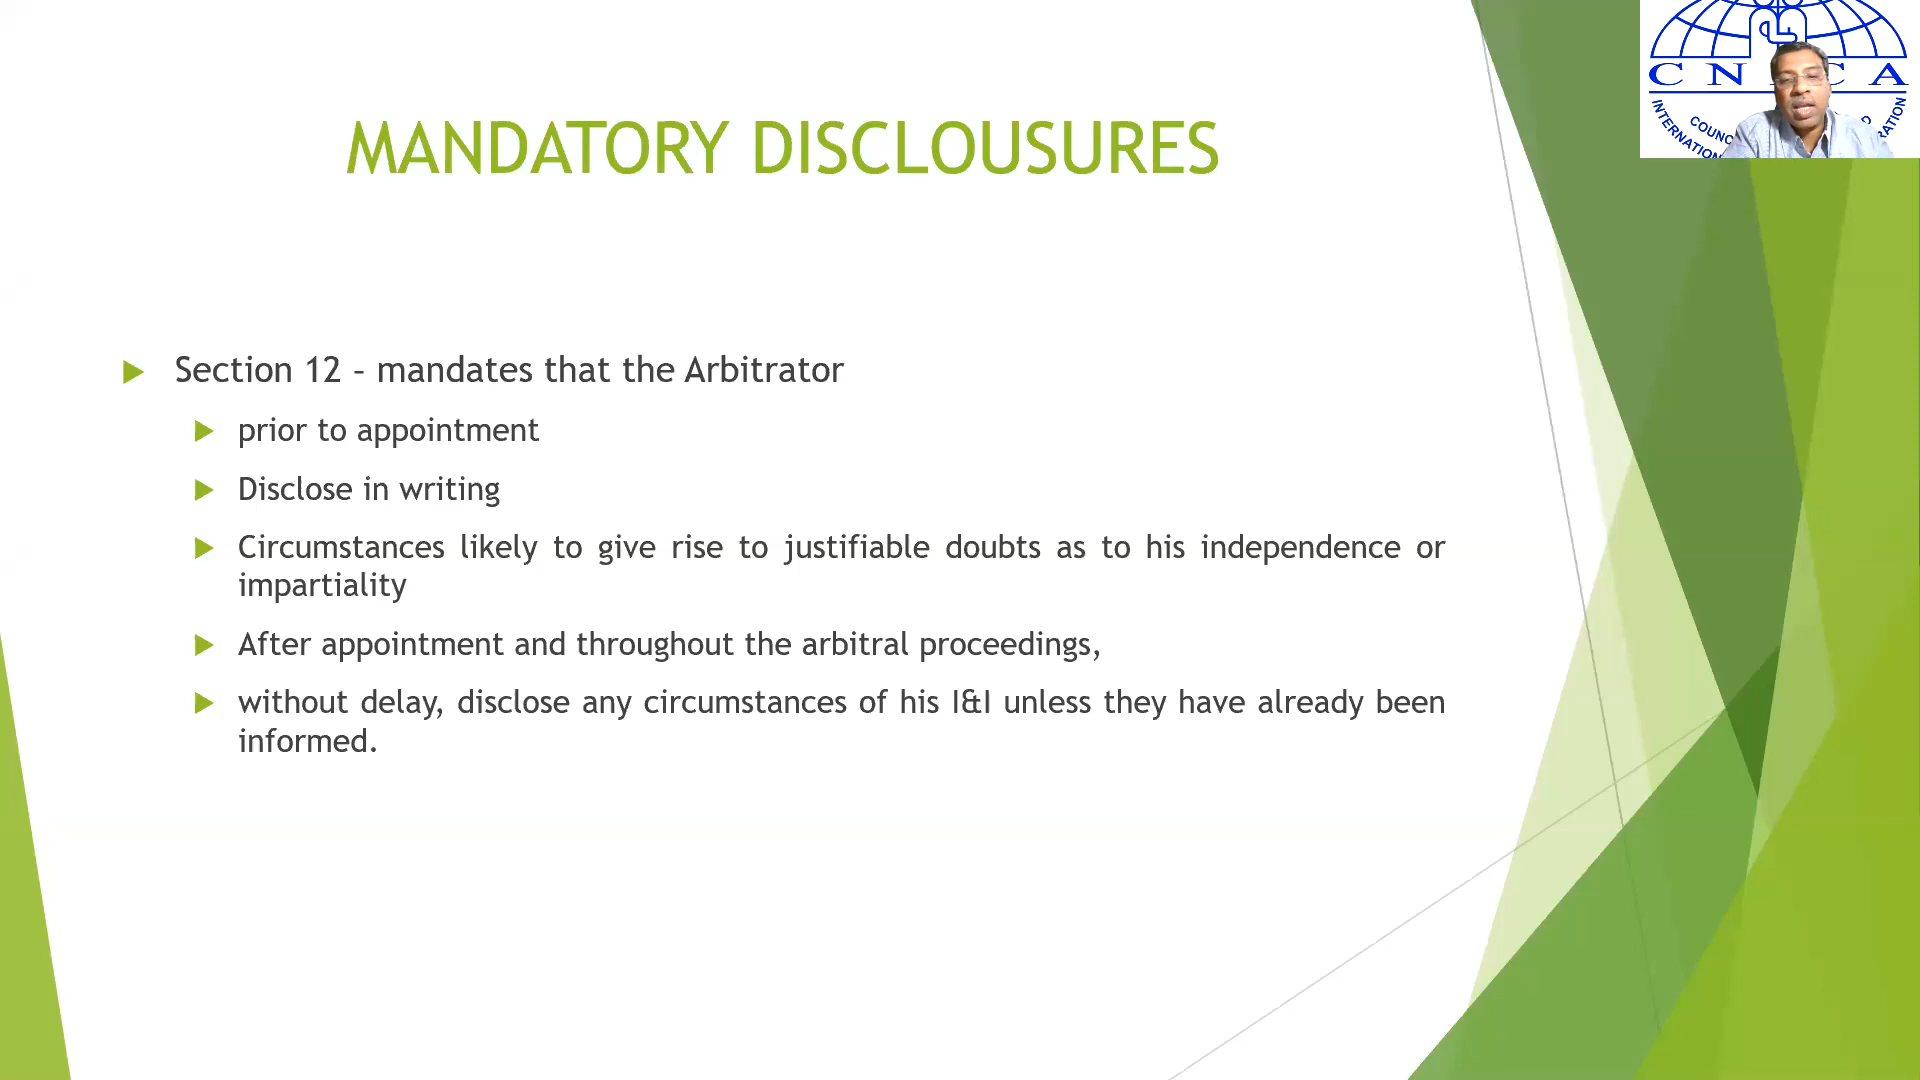 MANDATORY DISCLOUSURES
Section 12 – mandates that the Arbitrator
prior to appointment
Disclose in writing
Circumstances likely to give rise to justifiable doubts as to his independence or
impartiality
After appointment and throughout the arbitral proceedings,
without delay, disclose any circumstances of his I&I unless they have already been
informed.